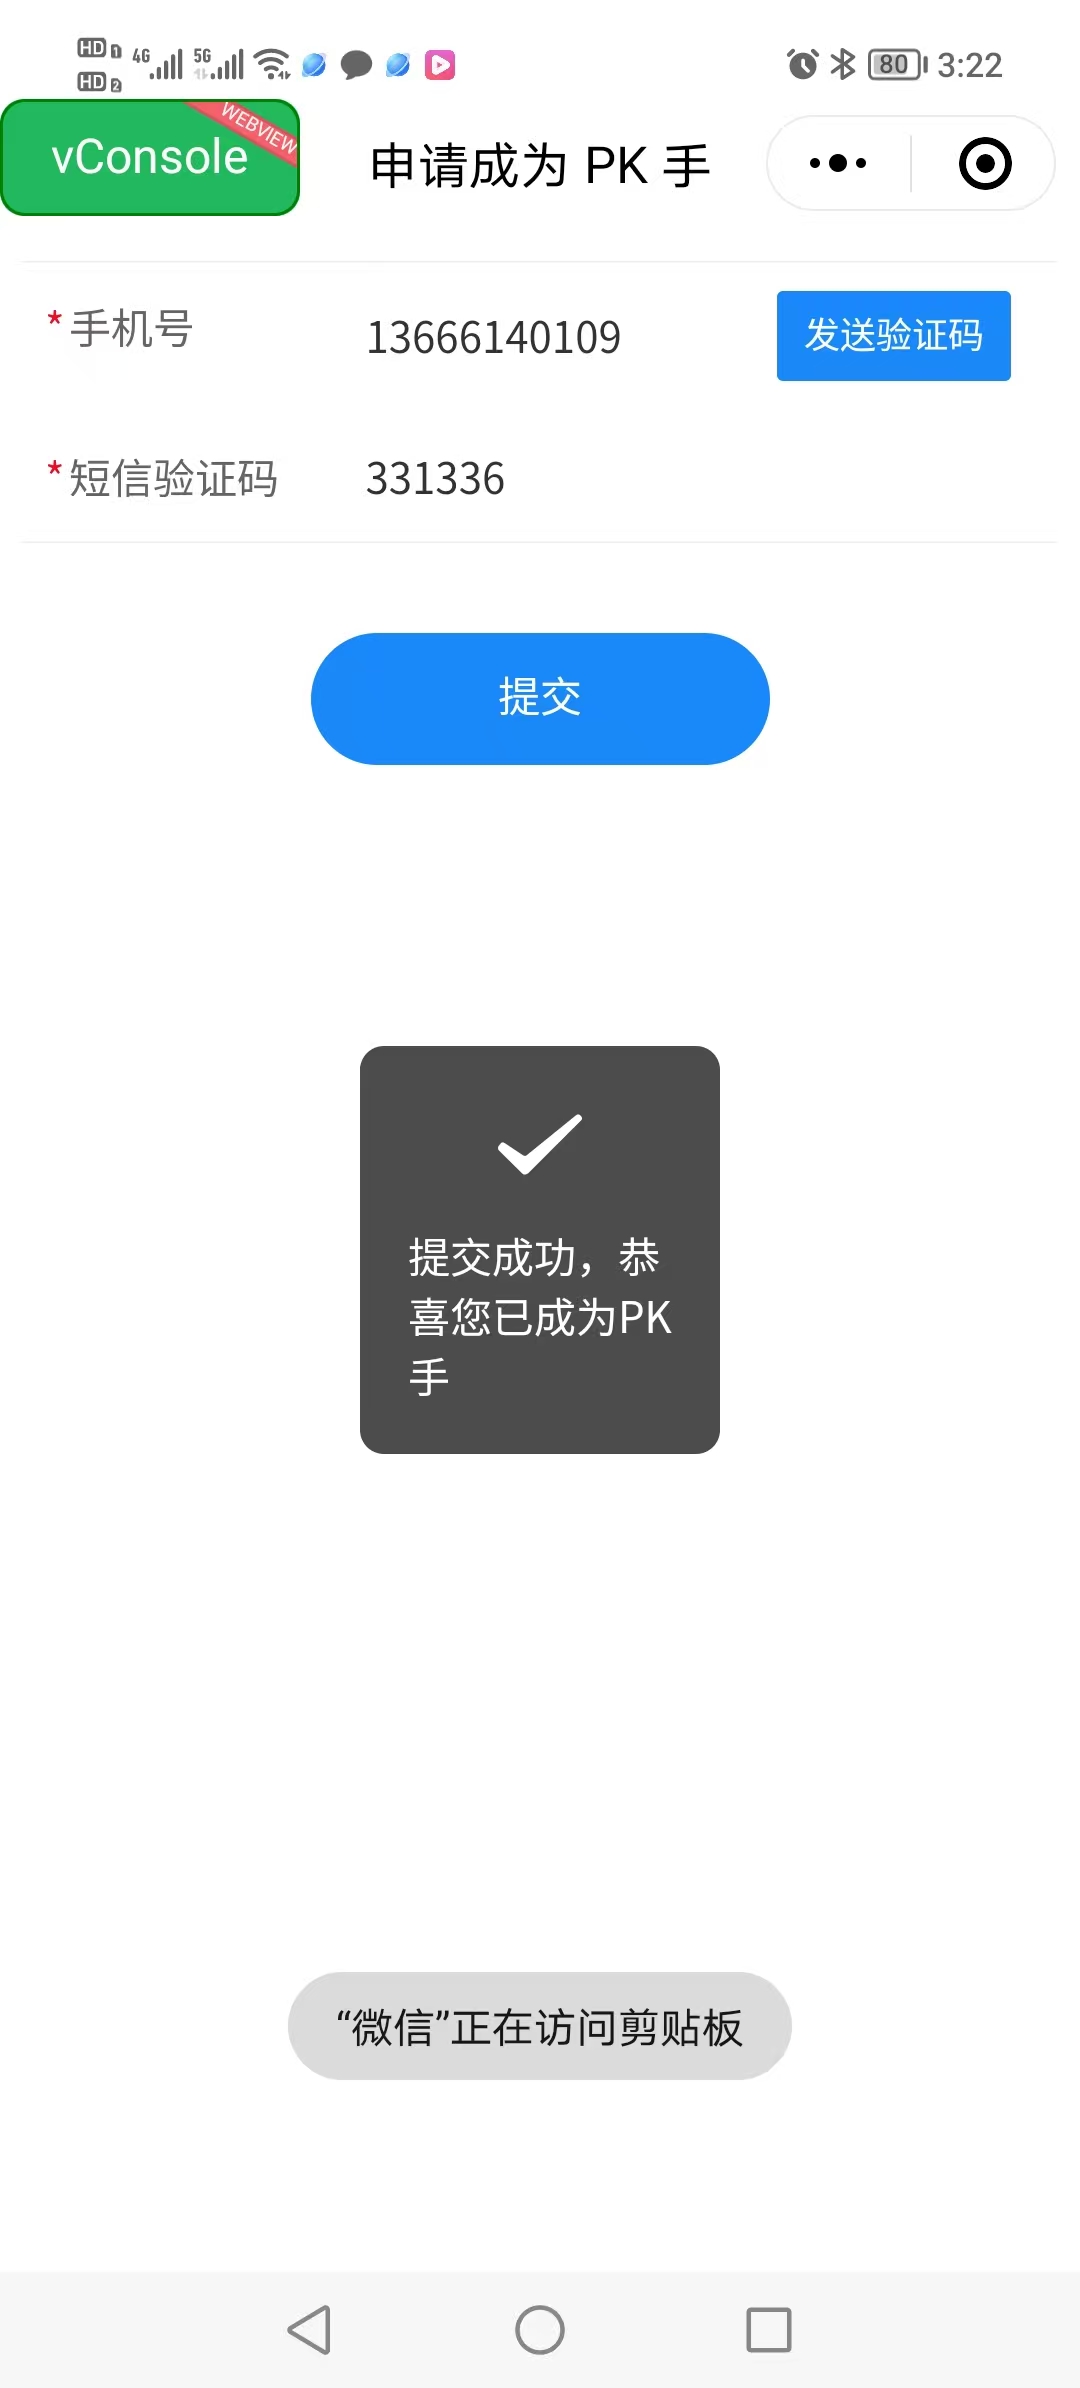 HD 1 4G 5G 80 3:22
HD 2
vConsole WEBVIEW 申请成为 PK 手
*手机号 13666140109 发送验证码
*短信验证码 331336
提交
提交成功，恭
喜您已成为PK
手
“微信”正在访问剪贴板